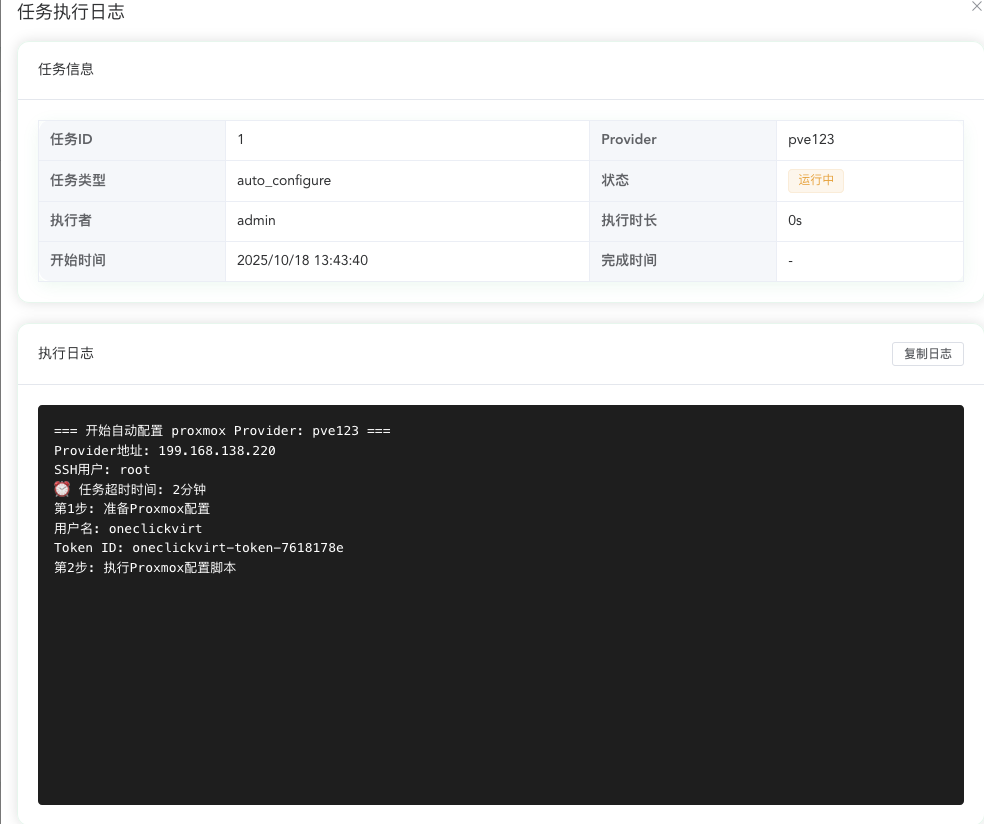 任务执行日志
任务信息
任务ID 1 Provider pve123
任务类型 auto_configure 状态 运行中
执行者 admin 执行时长 0s
开始时间 2025/10/18 13:43:40 完成时间 -
执行日志 复制日志
=== 开始自动配置 proxmox Provider: pve123 ===
Provider地址: 199.168.138.220
SSH用户: root
⏰ 任务超时时间: 2分钟
第1步: 准备Proxmox配置
用户名: oneclickvirt
Token ID: oneclickvirt-token-7618178e
第2步: 执行Proxmox配置脚本